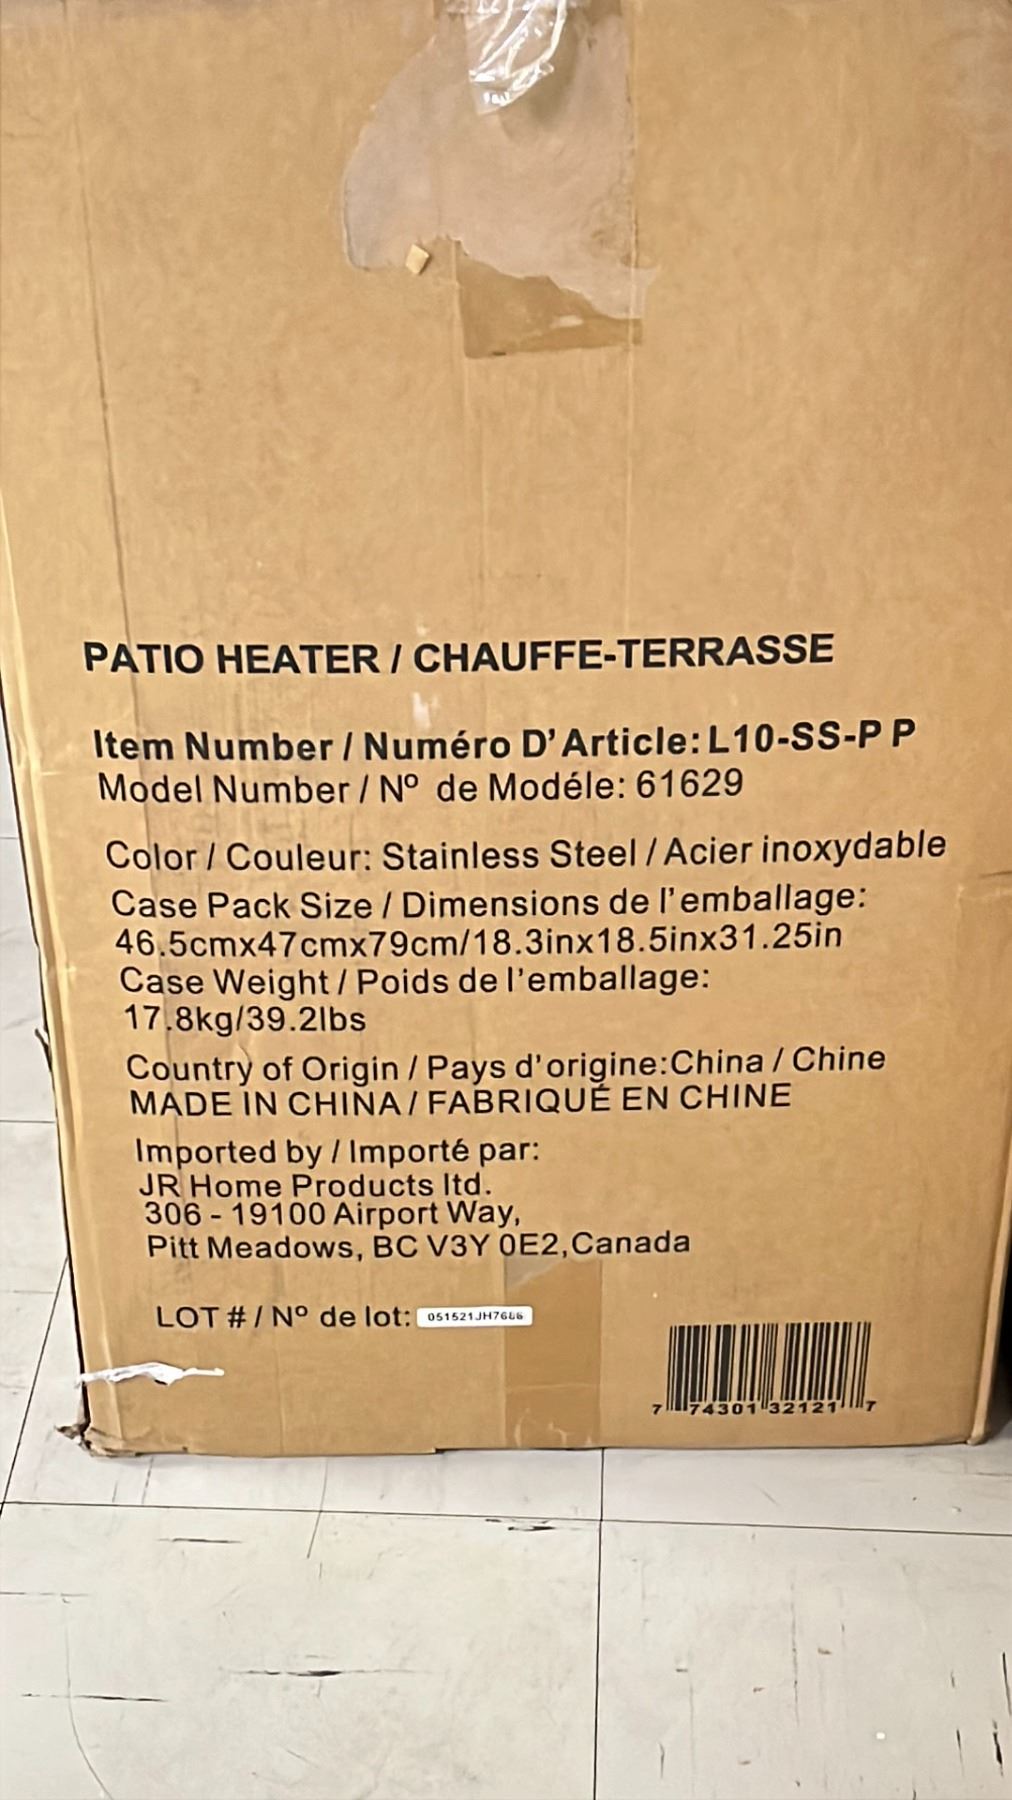 PATIO HEATER / CHAUFFE-TERRASSE
Item Number / Numéro D'Article: L10-SS-P P
Model Number / Nº de Modéle: 61629
Color / Couleur: Stainless Steel / Acier inoxydable
Case Pack Size / Dimensions de l'emballage:
46.5cmx47cmx79cm/18.3inx18.5inx31.25in
Case Weight / Poids de l'emballage:
17.8kg/39.2lbs
Country of Origin / Pays d'origine:China / Chine
MADE IN CHINA / FABRIQUÉ EN CHINE
Imported by / Importé par:
JR Home Products ltd.
306 - 19100 Airport Way,
Pitt Meadows, BC V3Y 0E2,Canada
LOT # / Nº de lot:
7 74301 32121 7